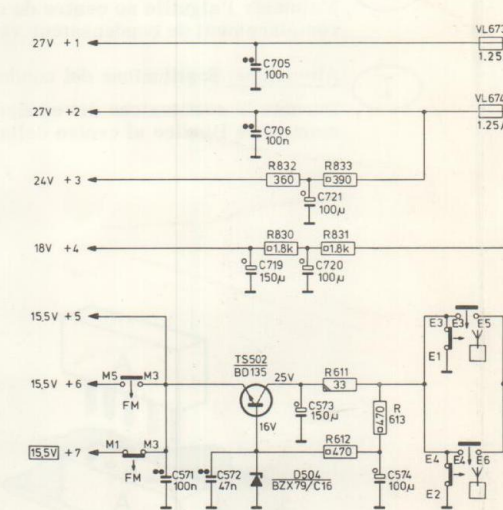 27V +1
C705
100n
VL673
1.25
27V +2
C706
100n
VL674
1.25
R832
360
R833
390
24V +3
C721
100µ
R830
1.8k
R831
1.8k
18V +4
C719
150µ
C720
100µ
15,5V +5
E3 E3 E5
E1
TS502
BD135
25V
R611
33
15,5V +6
M5 M3
FM
C573
150µ
470
R
613
16V
R612
470
15,5V +7
M1 M3
FM
C571
100n
C572
47n
D504
BZX79/C16
C574
100µ
E4 E4 E6
E2